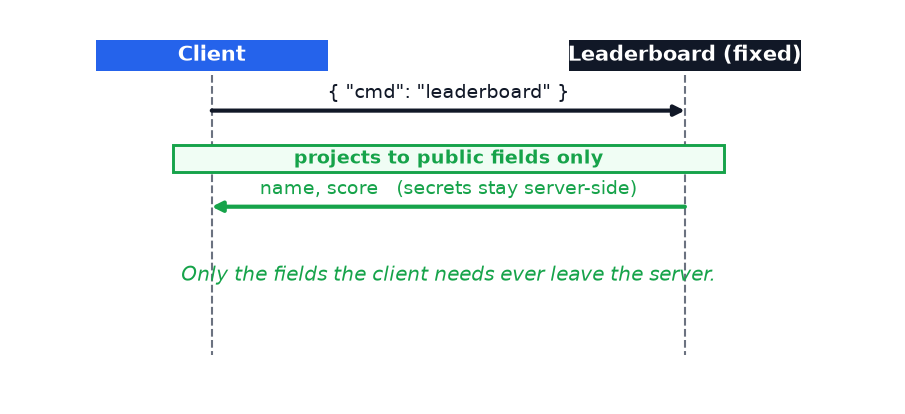 Client
Leaderboard (fixed)
{ "cmd": "leaderboard" }
projects to public fields only
name, score   (secrets stay server-side)
Only the fields the client needs ever leave the server.